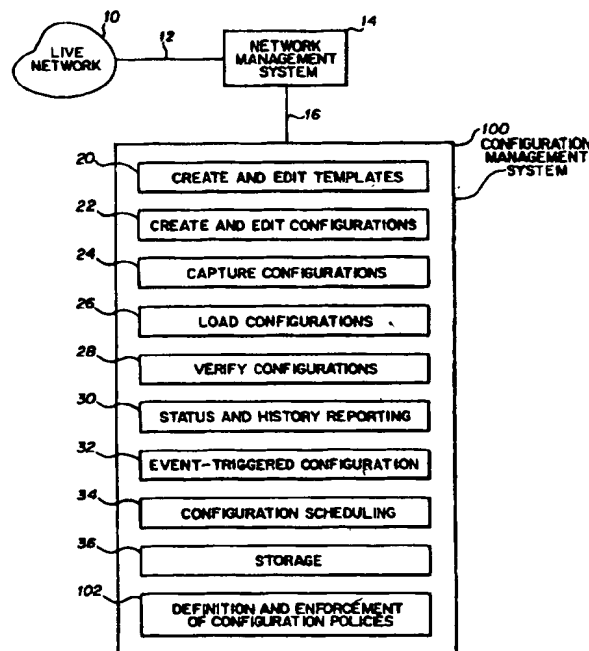 10
LIVE
NETWORK
12
NETWORK
MANAGEMENT
SYSTEM
14
16
100
CONFIGURATION
MANAGEMENT
SYSTEM
20
CREATE AND EDIT TEMPLATES
22
CREATE AND EDIT CONFIGURATIONS
24
CAPTURE CONFIGURATIONS
26
LOAD CONFIGURATIONS
28
VERIFY CONFIGURATIONS
30
STATUS AND HISTORY REPORTING
32
EVENT-TRIGGERED CONFIGURATION
34
CONFIGURATION SCHEDULING
36
STORAGE
102
DEFINITION AND ENFORCEMENT
OF CONFIGURATION POLICIES